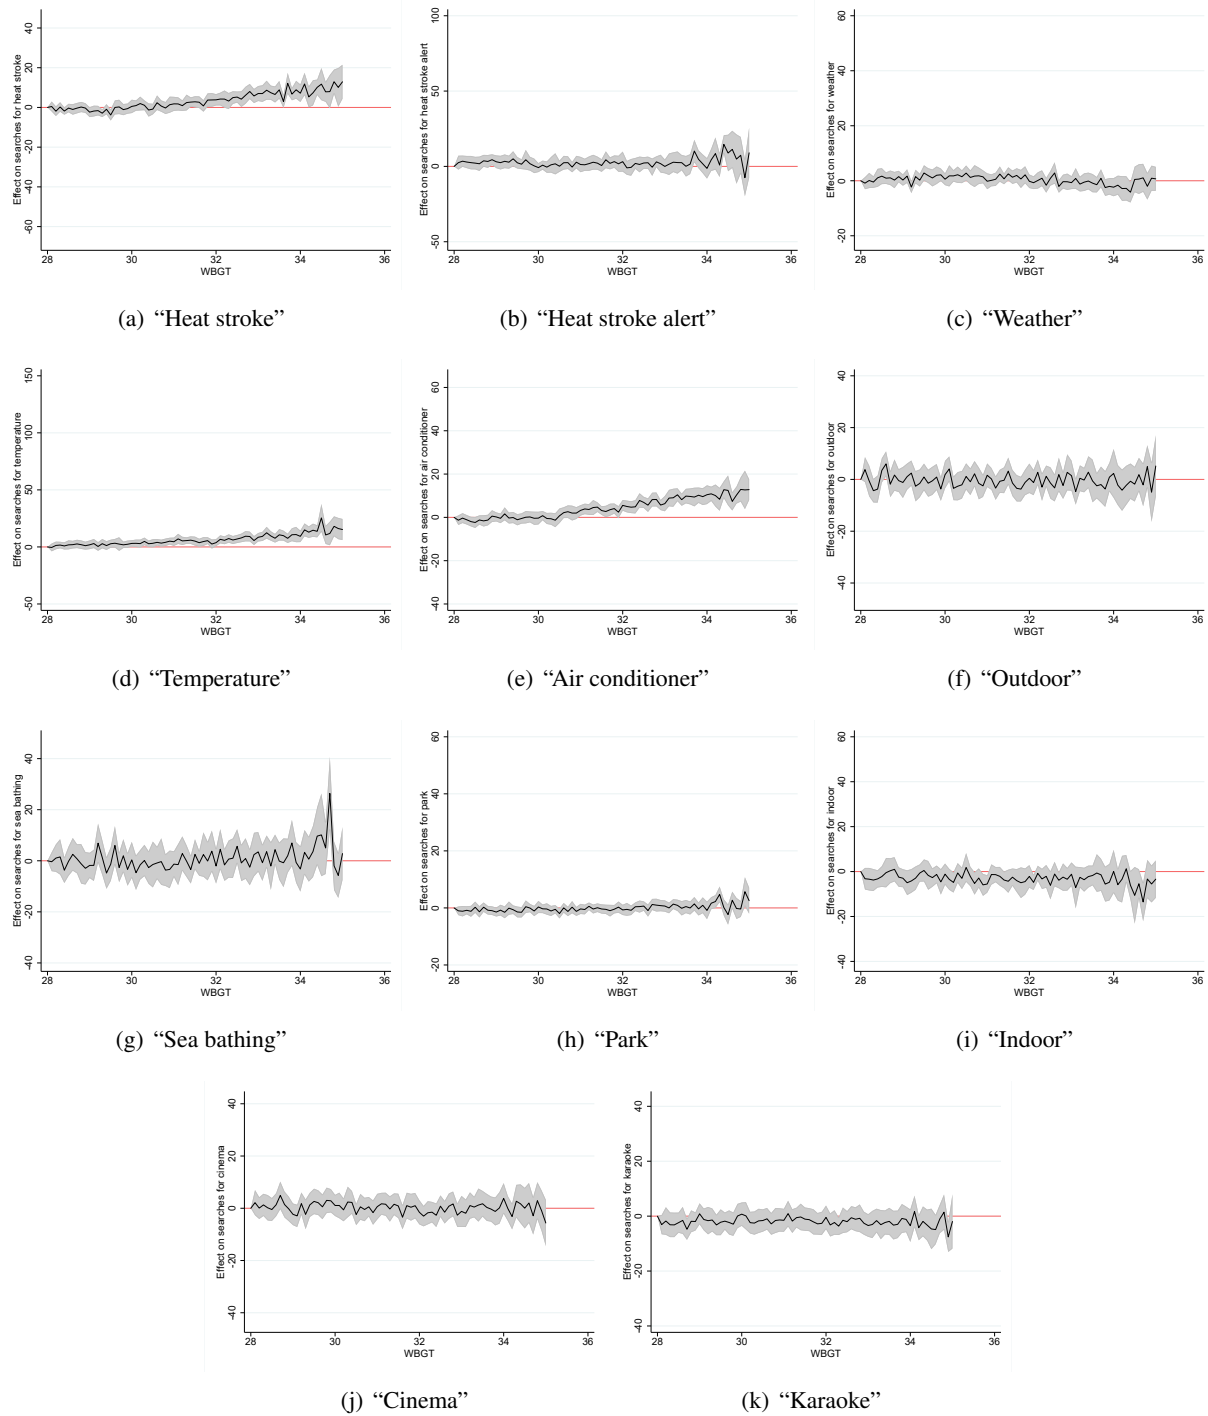 Effect on searches for heat stroke
40
20
0
-20
-40
-60
28 30 32 34 36
WBGT
Effect on searches for heat stroke alert
100
50
0
-50
28 30 32 34 36
WBGT
Effect on searches for weather
60
40
20
0
-20
28 30 32 34 36
WBGT
(a) “Heat stroke”
(b) “Heat stroke alert”
(c) “Weather”
Effect on searches for temperature
150
100
50
0
-50
28 30 32 34 36
WBGT
Effect on searches for air conditioner
60
40
20
0
-20
-40
28 30 32 34 36
WBGT
Effect on searches for outdoor
40
20
0
-20
-40
28 30 32 34 36
WBGT
(d) “Temperature”
(e) “Air conditioner”
(f) “Outdoor”
Effect on searches for sea bathing
40
20
0
-20
-40
28 30 32 34 36
WBGT
Effect on searches for park
60
40
20
0
-20
28 30 32 34 36
WBGT
Effect on searches for indoor
60
40
20
0
-20
-40
28 30 32 34 36
WBGT
(g) “Sea bathing”
(h) “Park”
(i) “Indoor”
Effect on searches for cinema
40
20
0
-20
-40
28 30 32 34 36
WBGT
Effect on searches for karaoke
40
20
0
-20
-40
28 30 32 34 36
WBGT
(j) “Cinema”
(k) “Karaoke”